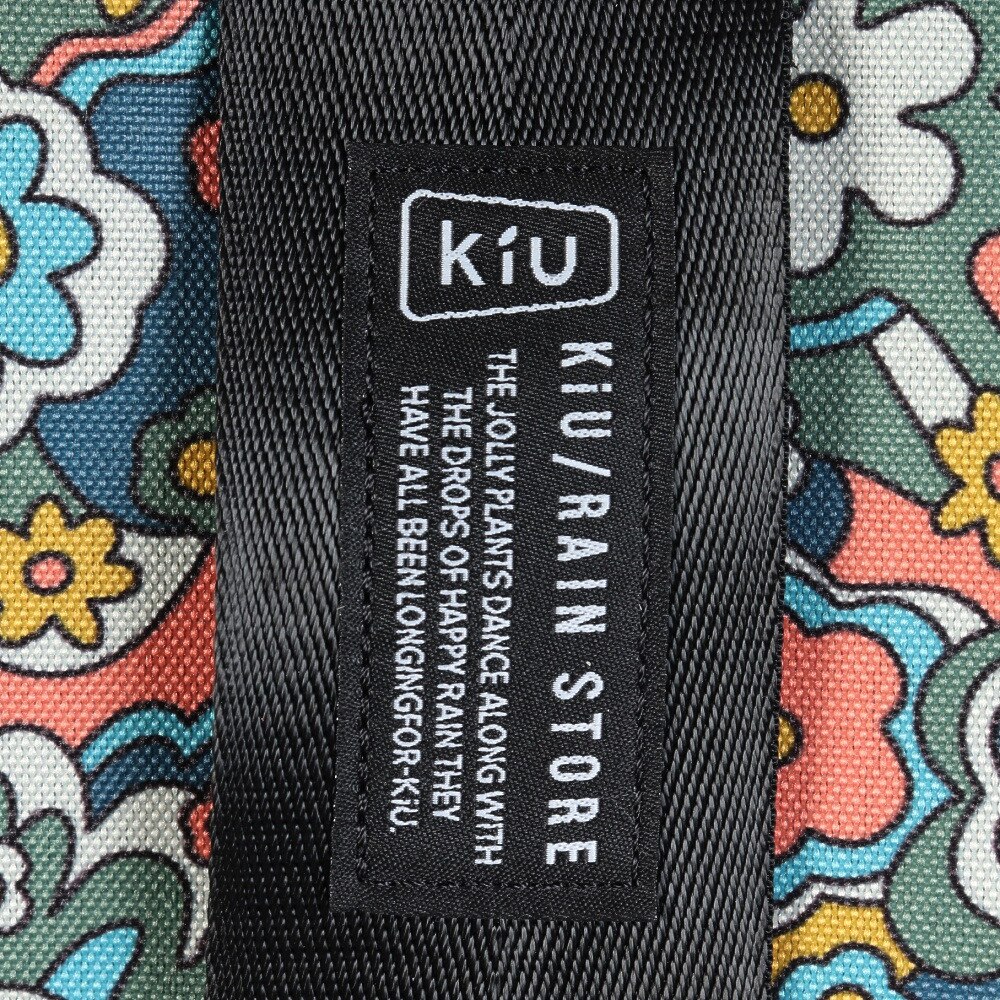 kiu
KiU/RAIN STORE
THE JOLLY PLANTS DANCE ALONG WITH
THE DROPS OF HAPPY RAIN THEY
HAVE ALL BEEN LONGINGFOR-KiU.